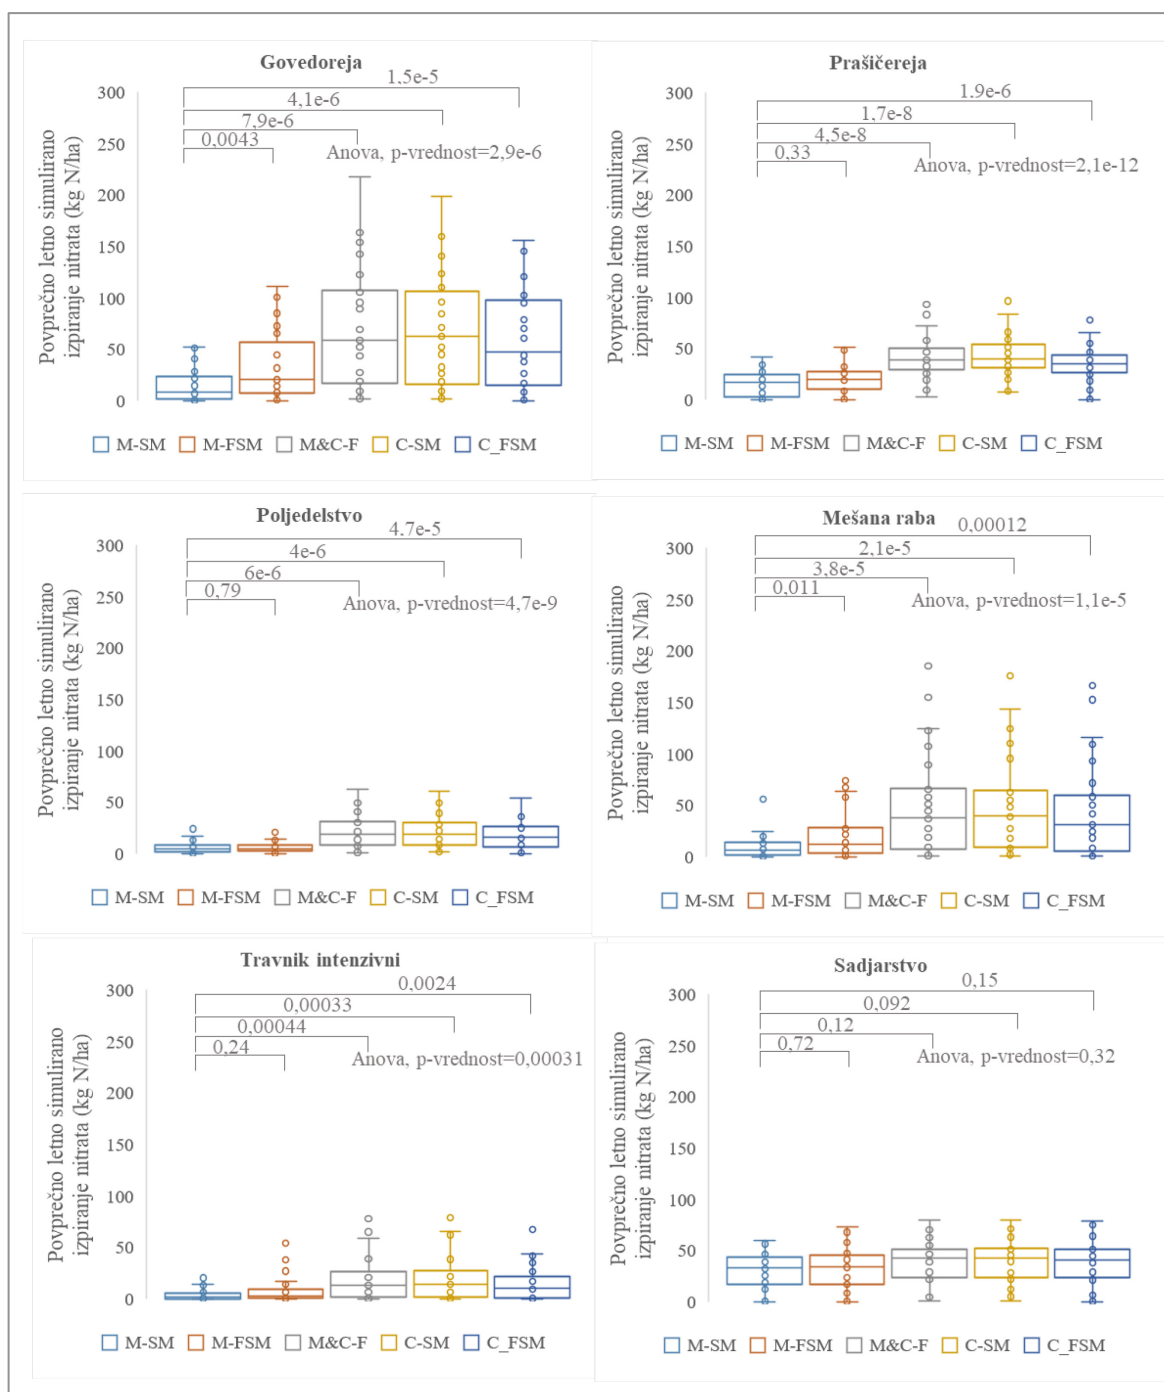 Govedoreja
1.5e-5
4,1e-6
7,9e-6
0,0043
Anova, p-vrednost=2,9e-6
Povprečno letno simulirano
izpiranje nitrata (kg N/ha)
300
250
200
150
100
50
0
M-SM M-FSM M&C-F C-SM C_FSM
Prašičereja
1.9e-6
1,7e-8
4,5e-8
0,33
Anova, p-vrednost=2,1e-12
Povprečno letno simulirano
izpiranje nitrata (kg N/ha)
300
250
200
150
100
50
0
M-SM M-FSM M&C-F C-SM C_FSM
Poljedelstvo
4.7e-5
4e-6
6e-6
0,79
Anova, p-vrednost=4,7e-9
Povprečno letno simulirano
izpiranje nitrata (kg N/ha)
300
250
200
150
100
50
0
M-SM M-FSM M&C-F C-SM C_FSM
Mešana raba
0,00012
2,1e-5
3,8e-5
0,011
Anova, p-vrednost=1,1e-5
Povprečno letno simulirano
izpiranje nitrata (kg N/ha)
300
250
200
150
100
50
0
M-SM M-FSM M&C-F C-SM C_FSM
Travnik intenzivni
0,0024
0,00033
0,00044
0,24
Anova, p-vrednost=0,00031
Povprečno letno simulirano
izpiranje nitrata (kg N/ha)
300
250
200
150
100
50
0
M-SM M-FSM M&C-F C-SM C_FSM
Sadjarstvo
0,15
0,092
0,12
0,72
Anova, p-vrednost=0,32
Povprečno letno simulirano
izpiranje nitrata (kg N/ha)
300
250
200
150
100
50
0
M-SM M-FSM M&C-F C-SM C_FSM